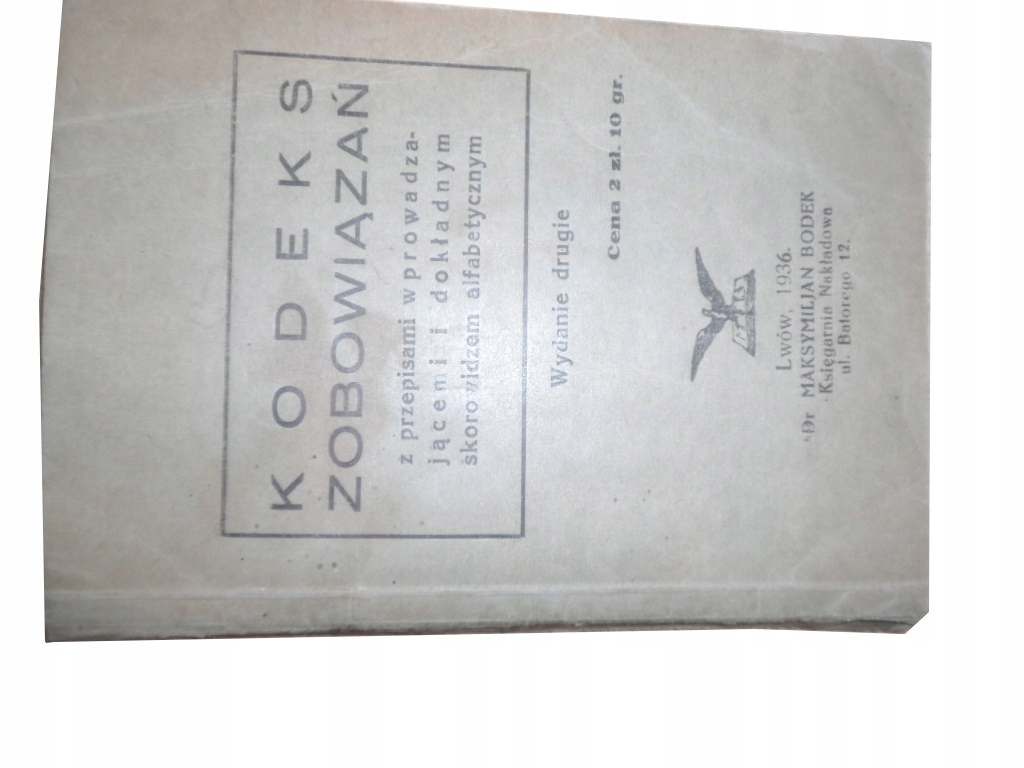 KODEKS
ZOBOWIĄZAŃ
z przepisami wprowadza-
jącemi i dokładnym
skorowidzem alfabetycznym
Wydanie drugie
Cena 2 zł. 10 gr.
Lwów, 1936.
Dr MAKSYMILJAN BODEK
Księgarnia Nakładowa
ul. Batorego 12.